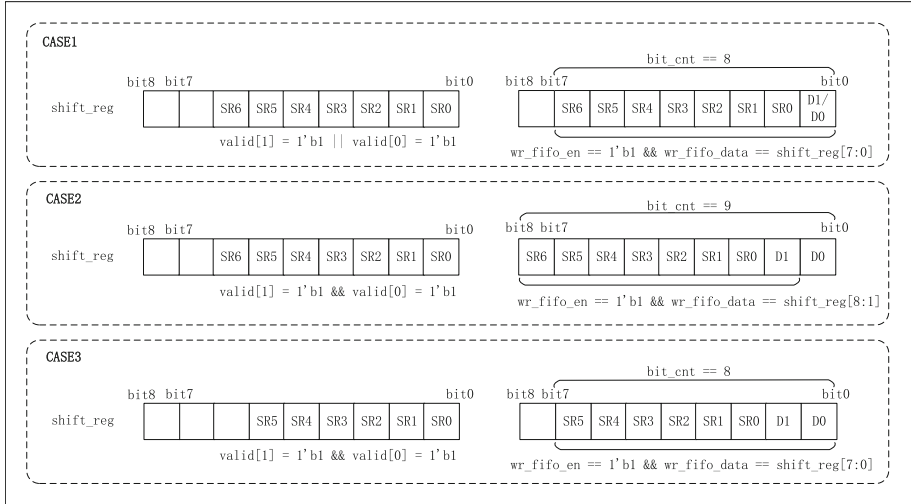 CASE1
bit_cnt == 8
bit8 bit7 bit0 bit8 bit7 bit0
shift_reg SR6 SR5 SR4 SR3 SR2 SR1 SR0 SR6 SR5 SR4 SR3 SR2 SR1 SR0 D1/
D0
valid[1] = 1'b1 || valid[0] = 1'b1
wr_fifo_en == 1'b1 && wr_fifo_data == shift_reg[7:0]
CASE2
bit_cnt == 9
bit8 bit7 bit0 bit8 bit7 bit0
shift_reg SR6 SR5 SR4 SR3 SR2 SR1 SR0 SR6 SR5 SR4 SR3 SR2 SR1 SR0 D1 D0
valid[1] = 1'b1 && valid[0] = 1'b1
wr_fifo_en == 1'b1 && wr_fifo_data == shift_reg[8:1]
CASE3
bit_cnt == 8
bit8 bit7 bit0 bit8 bit7 bit0
shift_reg SR5 SR4 SR3 SR2 SR1 SR0 SR5 SR4 SR3 SR2 SR1 SR0 D1 D0
valid[1] = 1'b1 && valid[0] = 1'b1
wr_fifo_en == 1'b1 && wr_fifo_data == shift_reg[7:0]